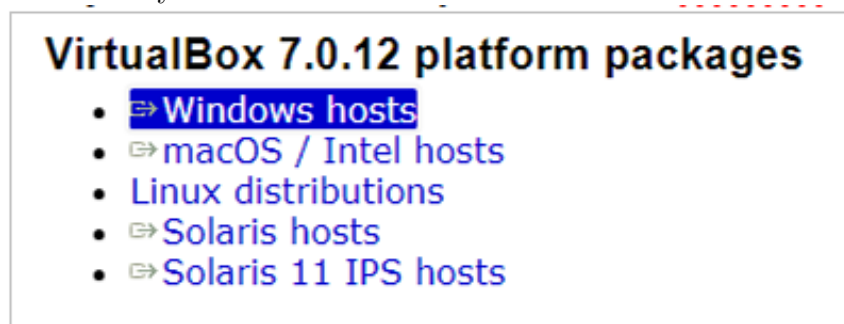 VirtualBox 7.0.12 platform packages
Windows hosts
macOS / Intel hosts
Linux distributions
Solaris hosts
Solaris 11 IPS hosts